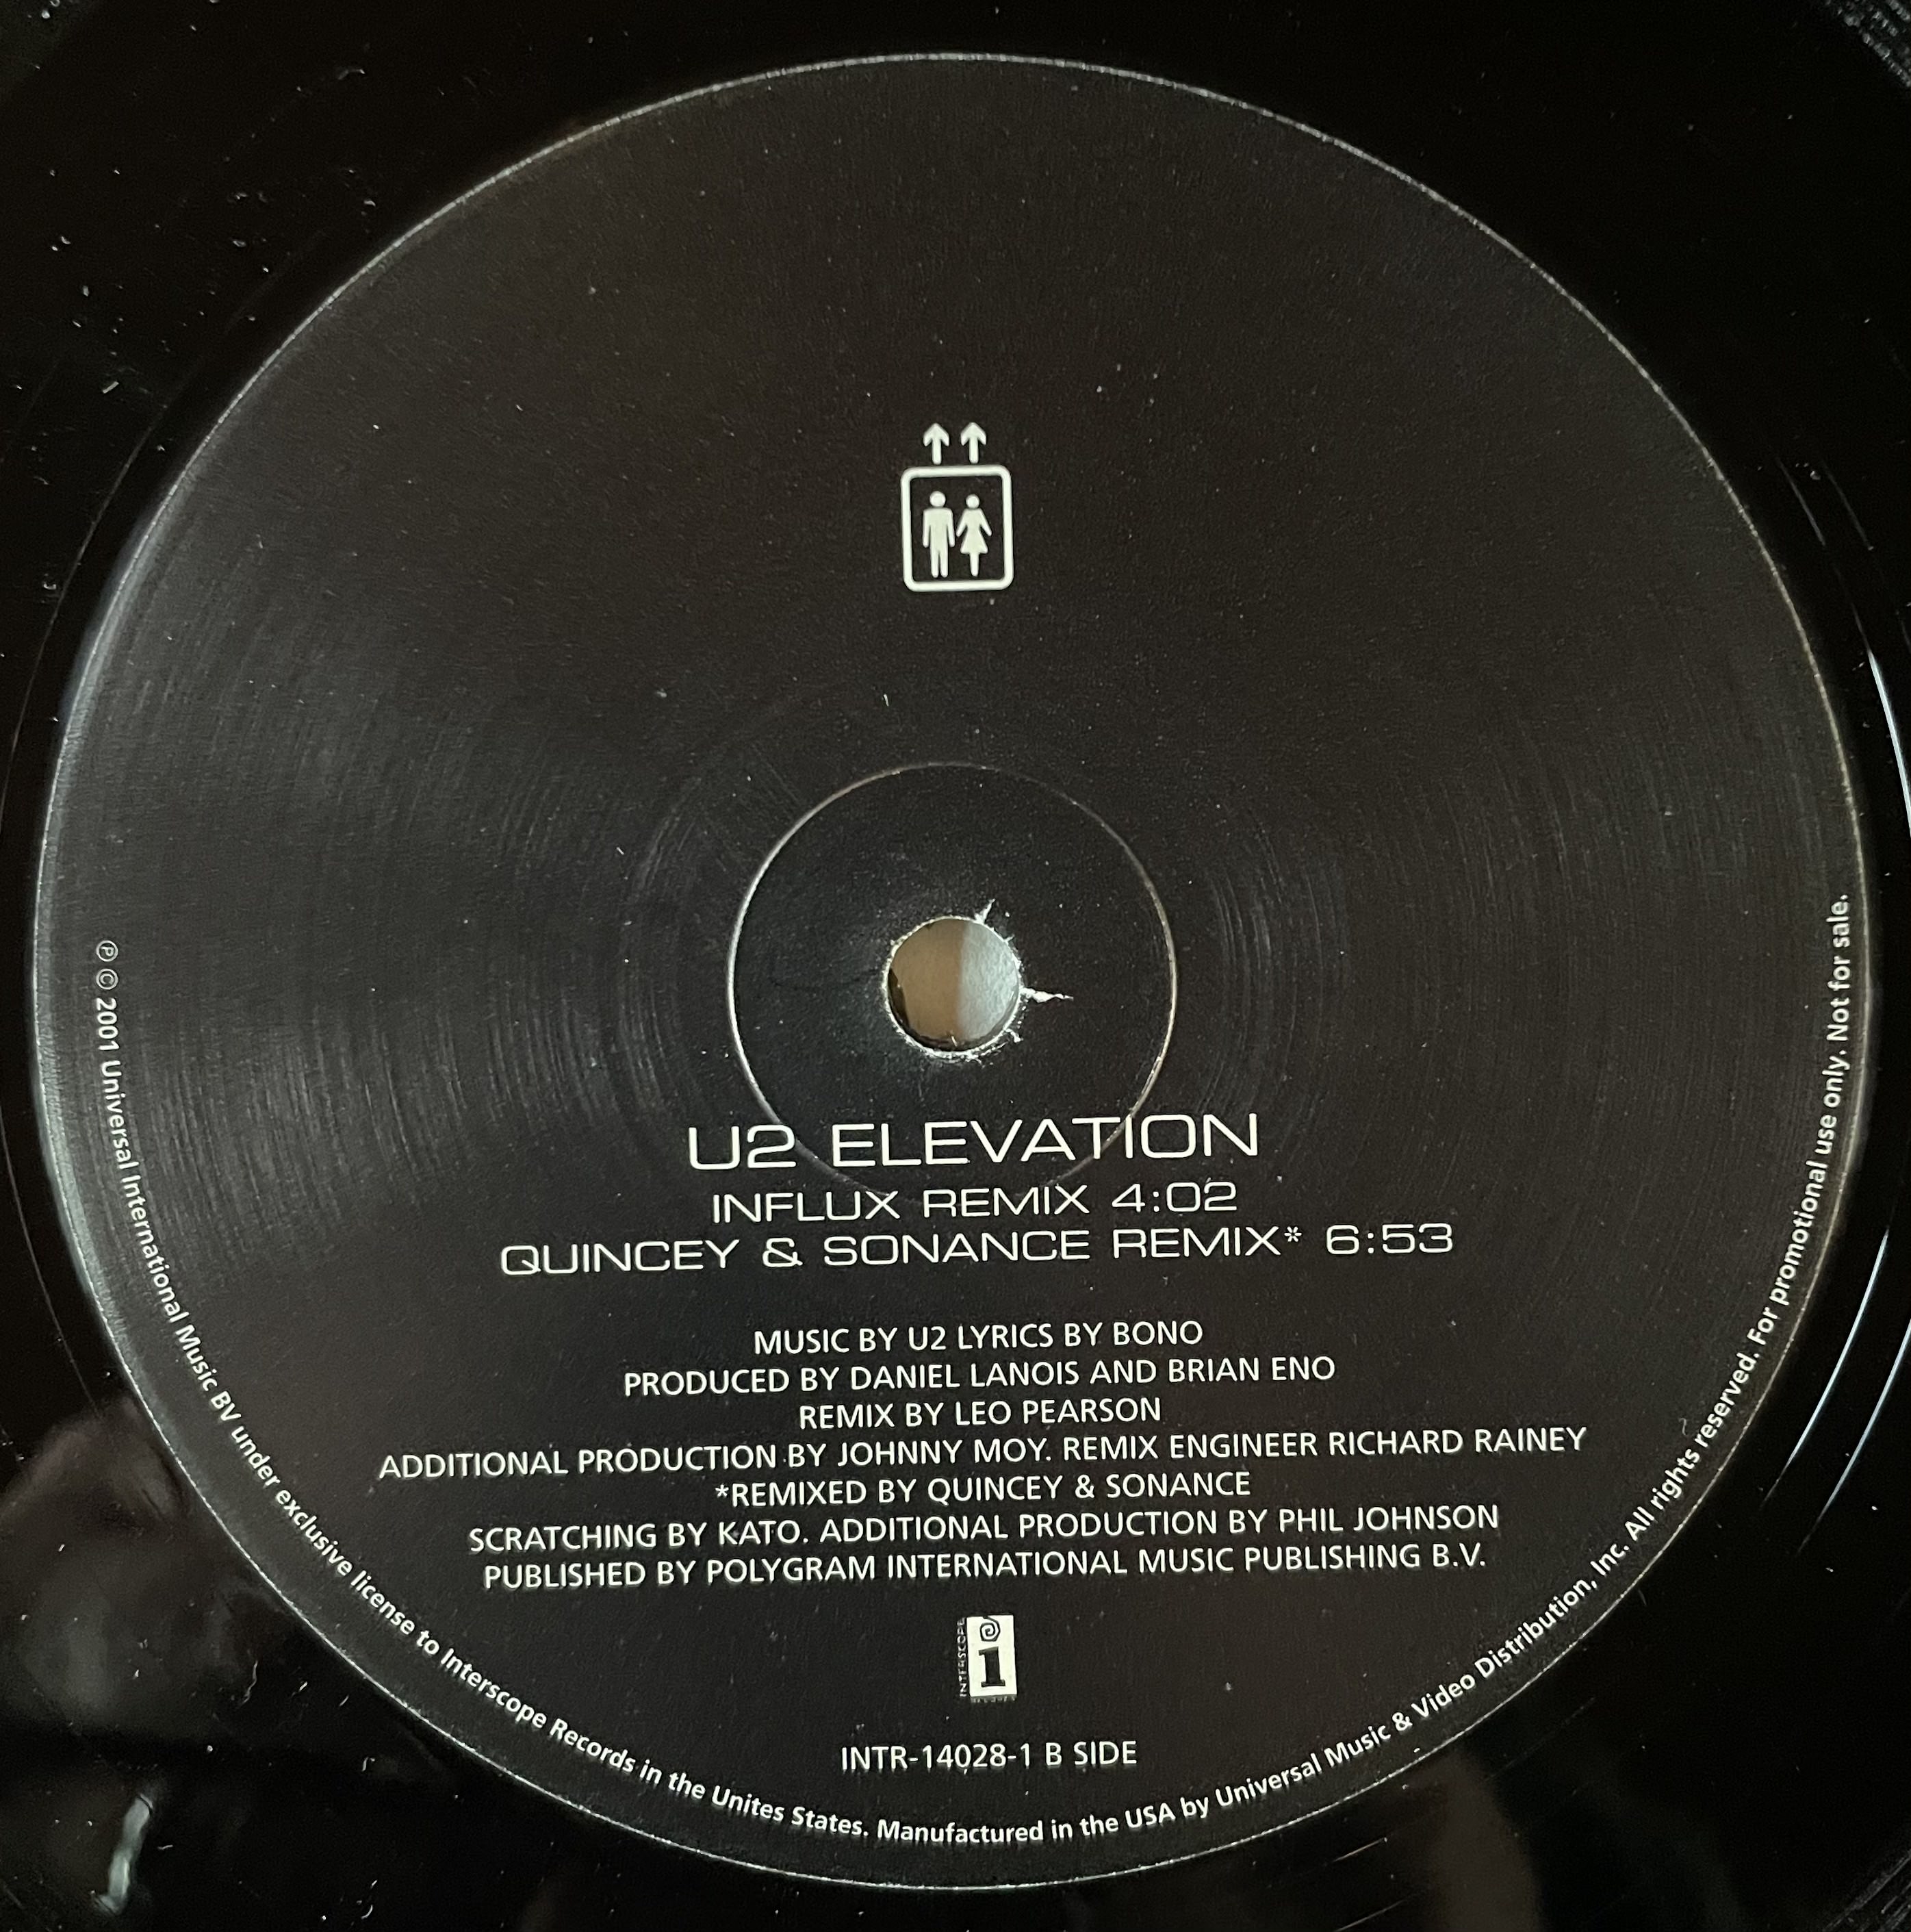 U2 ELEVATION
INFLUX REMIX 4:02
QUINCEY & SONANCE REMIX* 6:53
MUSIC BY U2 LYRICS BY BONO
PRODUCED BY DANIEL LANOIS AND BRIAN ENO
REMIX BY LEO PEARSON
ADDITIONAL PRODUCTION BY JOHNNY MOY. REMIX ENGINEER RICHARD RAINEY
*REMIXED BY QUINCEY & SONANCE
SCRATCHING BY KATO. ADDITIONAL PRODUCTION BY PHIL JOHNSON
PUBLISHED BY POLYGRAM INTERNATIONAL MUSIC PUBLISHING B.V.
INTERSCOPE
i
INTR-14028-1 B SIDE
℗ © 2001 Universal International Music BV under exclusive license to Interscope Records in the Unites States. Manufactured in the USA by Universal Music & Video Distribution, Inc. All rights reserved. For promotional use only. Not for sale.